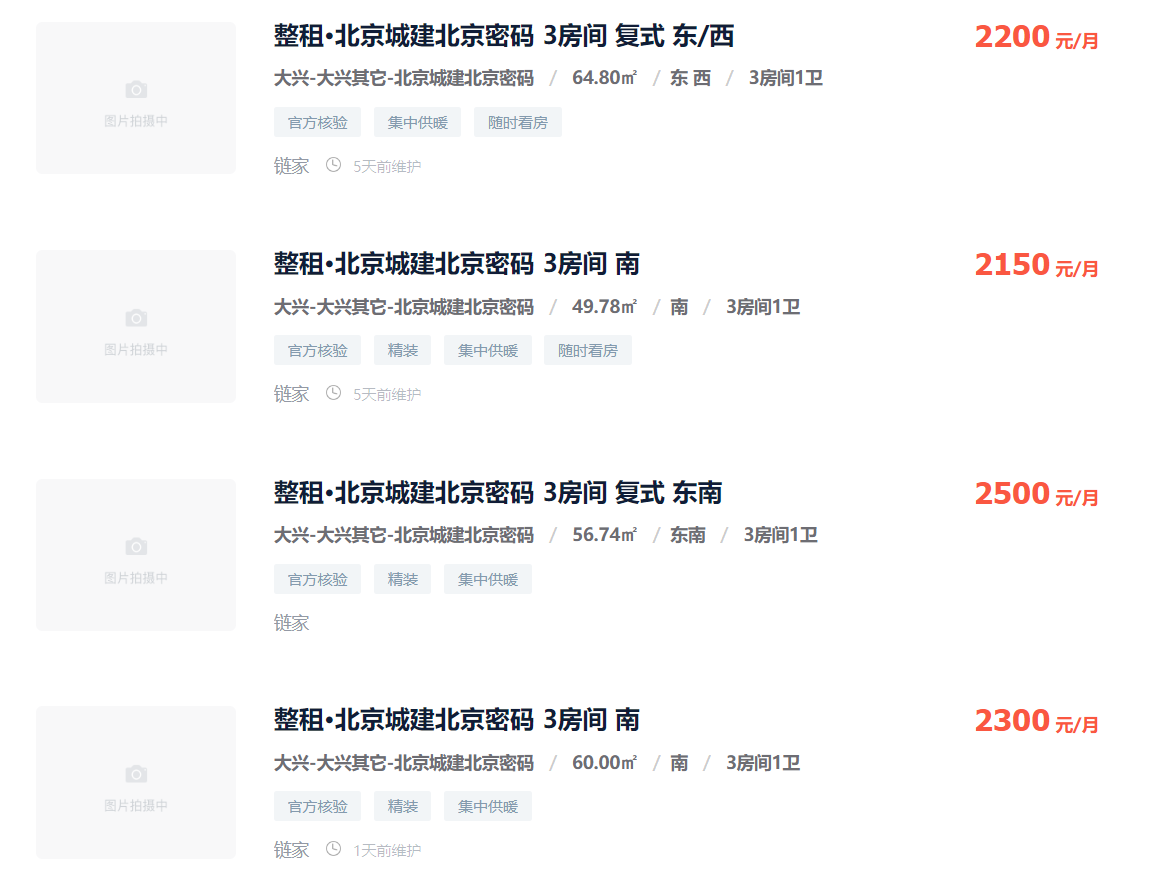 整租·北京城建北京密码 3房间 复式 东/西
2200 元/月
大兴-大兴其它-北京城建北京密码 / 64.80㎡ / 东 西 / 3房间1卫
图片拍摄中
官方核验 集中供暖 随时看房
链家 5天前维护
整租·北京城建北京密码 3房间 南
2150 元/月
大兴-大兴其它-北京城建北京密码 / 49.78㎡ / 南 / 3房间1卫
图片拍摄中
官方核验 精装 集中供暖 随时看房
链家 5天前维护
整租·北京城建北京密码 3房间 复式 东南
2500 元/月
大兴-大兴其它-北京城建北京密码 / 56.74㎡ / 东南 / 3房间1卫
图片拍摄中
官方核验 精装 集中供暖
链家
整租·北京城建北京密码 3房间 南
2300 元/月
大兴-大兴其它-北京城建北京密码 / 60.00㎡ / 南 / 3房间1卫
图片拍摄中
官方核验 精装 集中供暖
链家 1天前维护